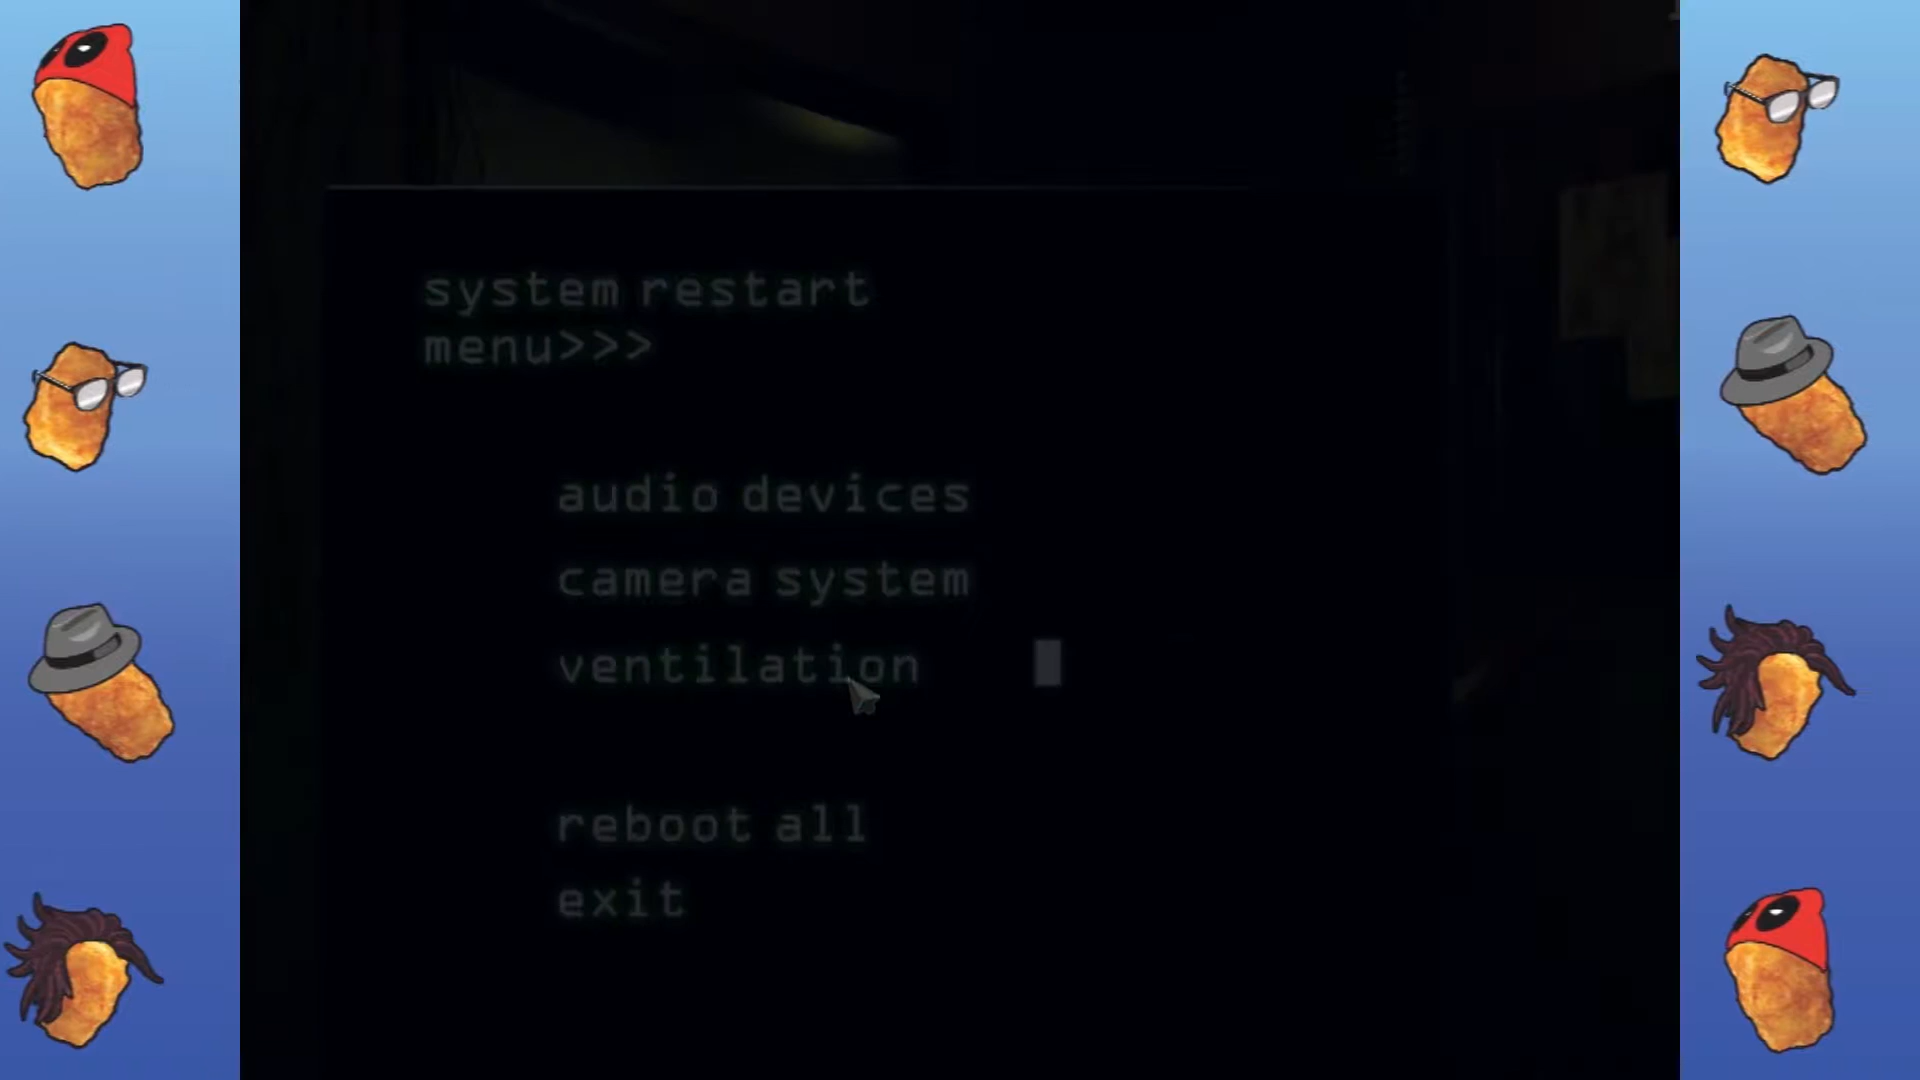 system restart
menu>>>
audio devices
camera system
ventilation
reboot all
exit